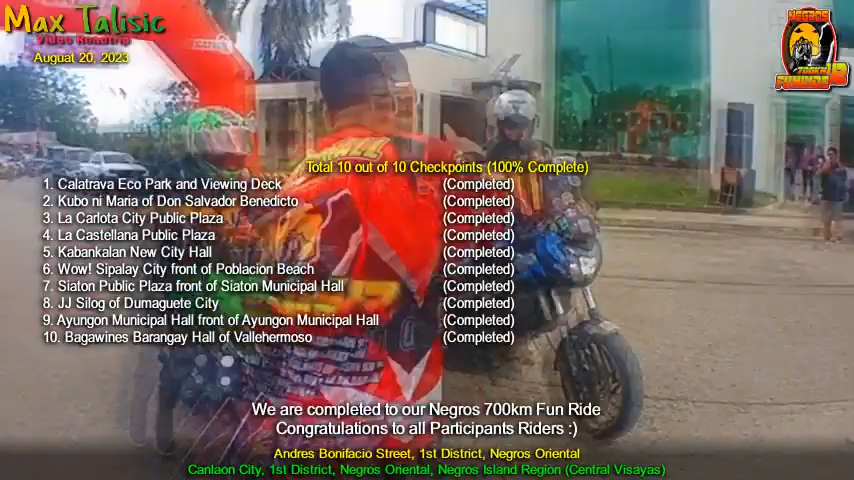 Max Talisic
Video Roadtrip
Auguat 20, 2023
NEGROS
700KM
Total 10 out of 10 Checkpoints (100% Complete)
1. Calatrava Eco Park and Viewing Deck (Completed)
2. Kubo ni Maria of Don Salvador Benedicto (Completed)
3. La Carlota City Public Plaza (Completed)
4. La Castellana Public Plaza (Completed)
5. Kabankalan New City Hall (Completed)
6. Wow! Sipalay City front of Poblacion Beach (Completed)
7. Siaton Public Plaza front of Siaton Municipal Hall (Completed)
8. JJ Silog of Dumaguete City (Completed)
9. Ayungon Municipal Hall front of Ayungon Municipal Hall (Completed)
10. Bagawines Barangay Hall of Vallehermoso (Completed)
We are completed to our Negros 700km Fun Ride
Congratulations to all Participants Riders :)
Andres Bonifacio Street, 1st District, Negros Oriental
Canlaon City, 1st District, Negros Oriental, Negros Island Region (Central Visayas)